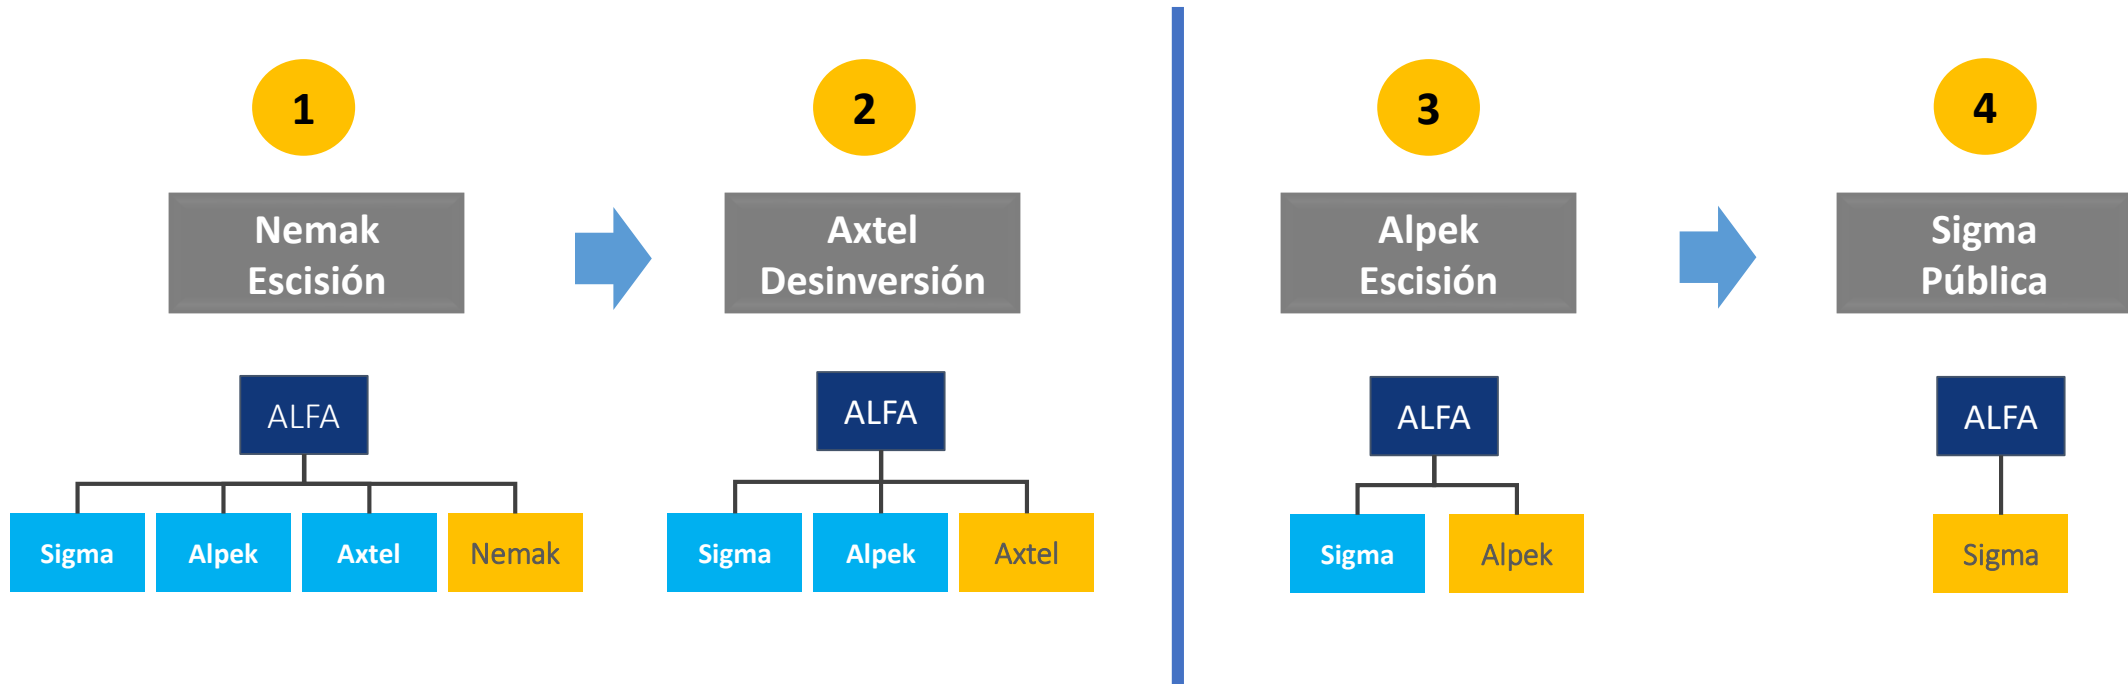 1
Nemak
Escisión
ALFA
Sigma
Alpek
Axtel
Nemak
2
Axtel
Desinversión
ALFA
Sigma
Alpek
Axtel
3
Alpek
Escisión
ALFA
Sigma
Alpek
4
Sigma
Pública
ALFA
Sigma